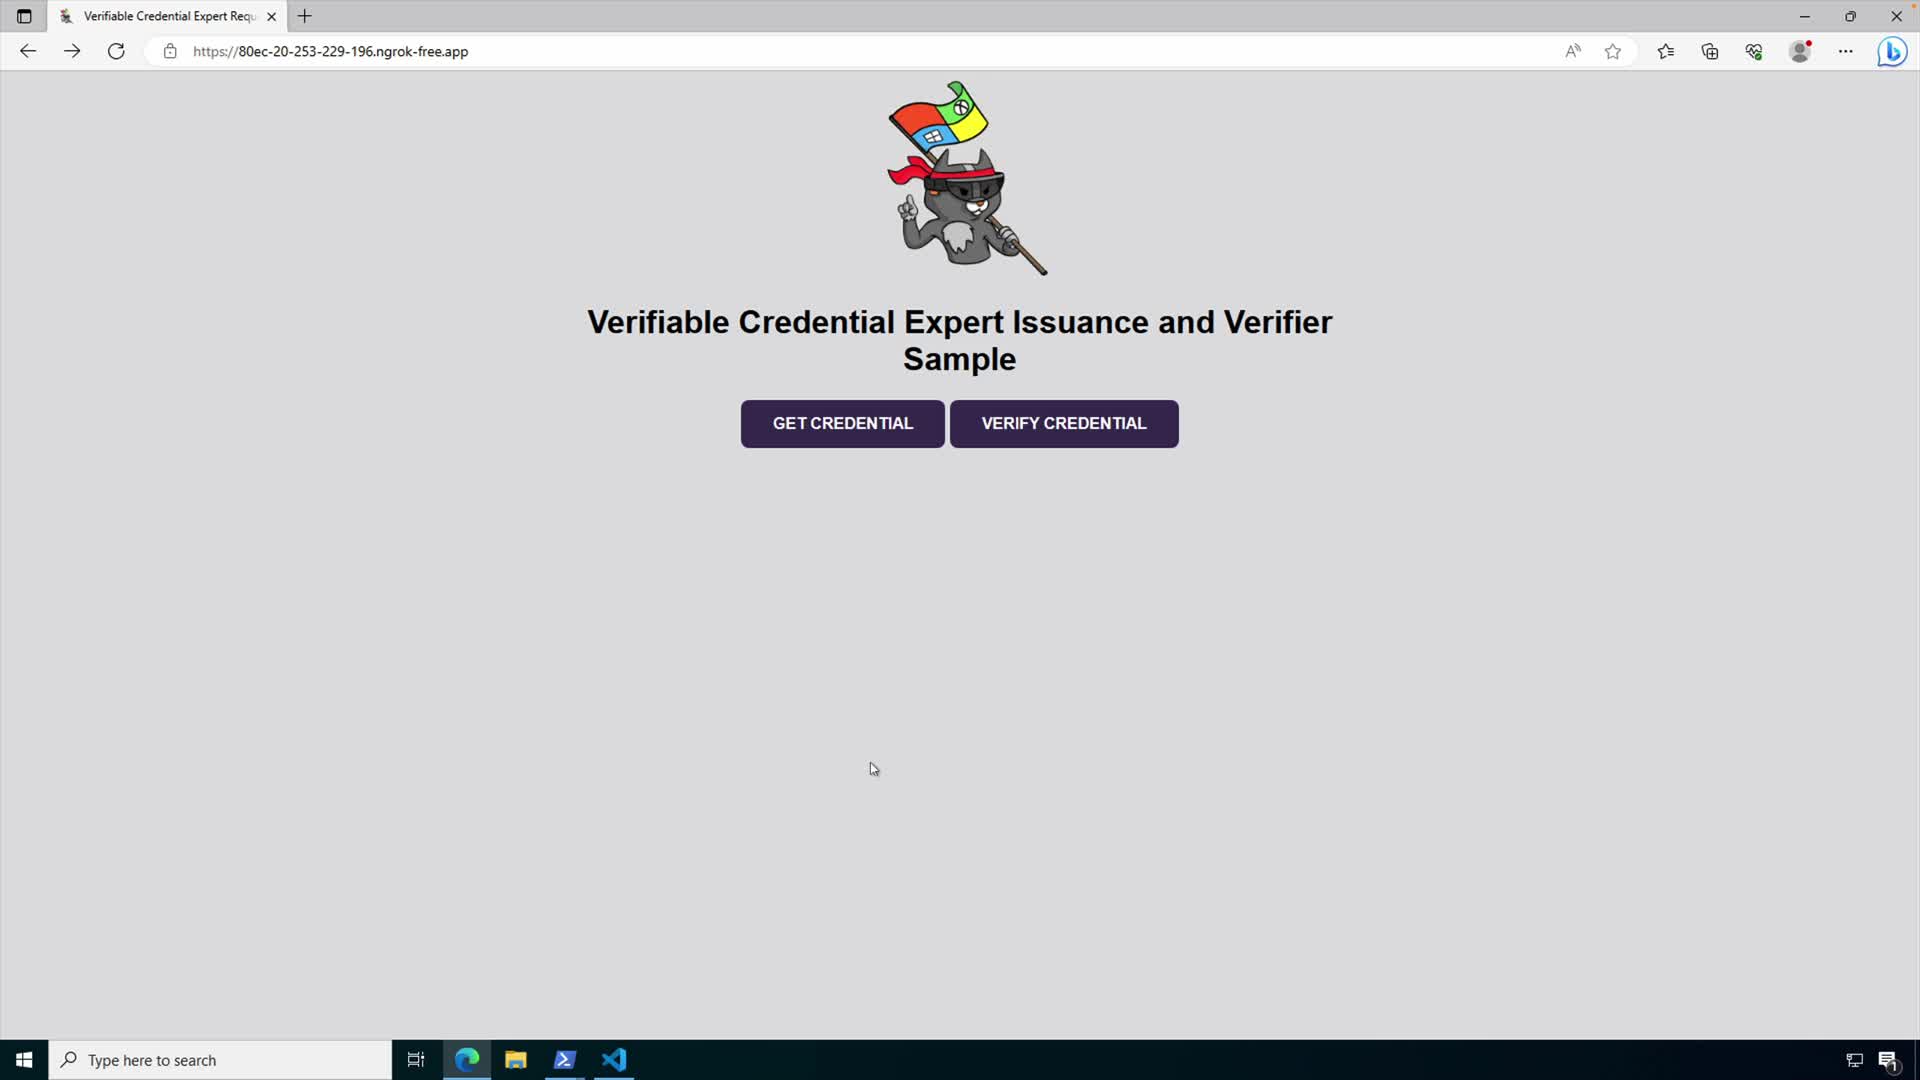 Verifiable Credential Expert Requ
https://80ec-20-253-229-196.ngrok-free.app
Verifiable Credential Expert Issuance and Verifier
Sample
GET CREDENTIAL
VERIFY CREDENTIAL
Type here to search
1